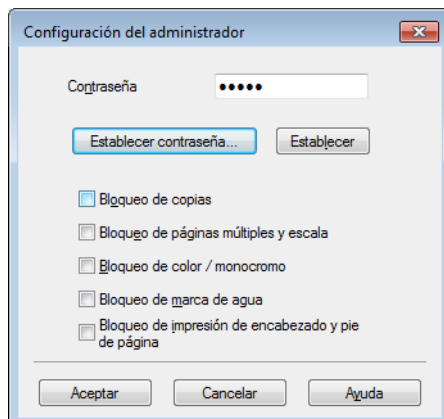 Configuración del administrador
Contraseña
•••••
Establecer contraseña...
Establecer
Bloqueo de copias
Bloqueo de páginas múltiples y escala
Bloqueo de color / monocromo
Bloqueo de marca de agua
Bloqueo de impresión de encabezado y pie
de página
Aceptar
Cancelar
Ayuda